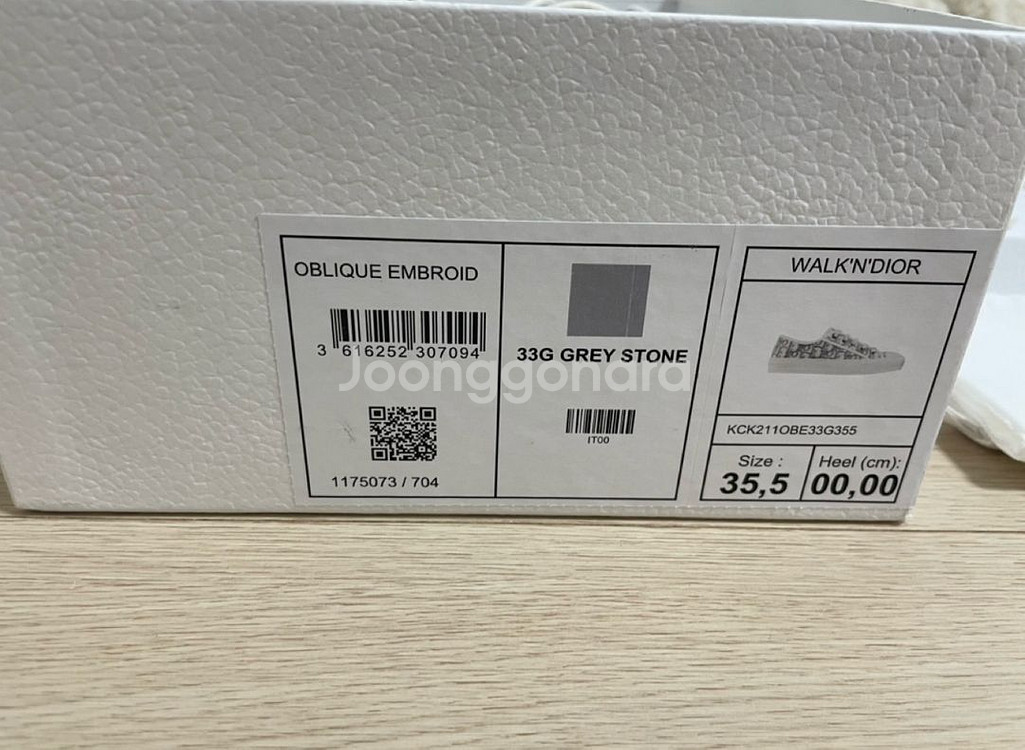 OBLIQUE EMBROID
3 616252 307094
1175073 / 704
33G GREY STONE
IT00
WALK'N'DIOR
KCK211OBE33G355
Size :
35,5
Heel (cm):
00,00
Joonggonara